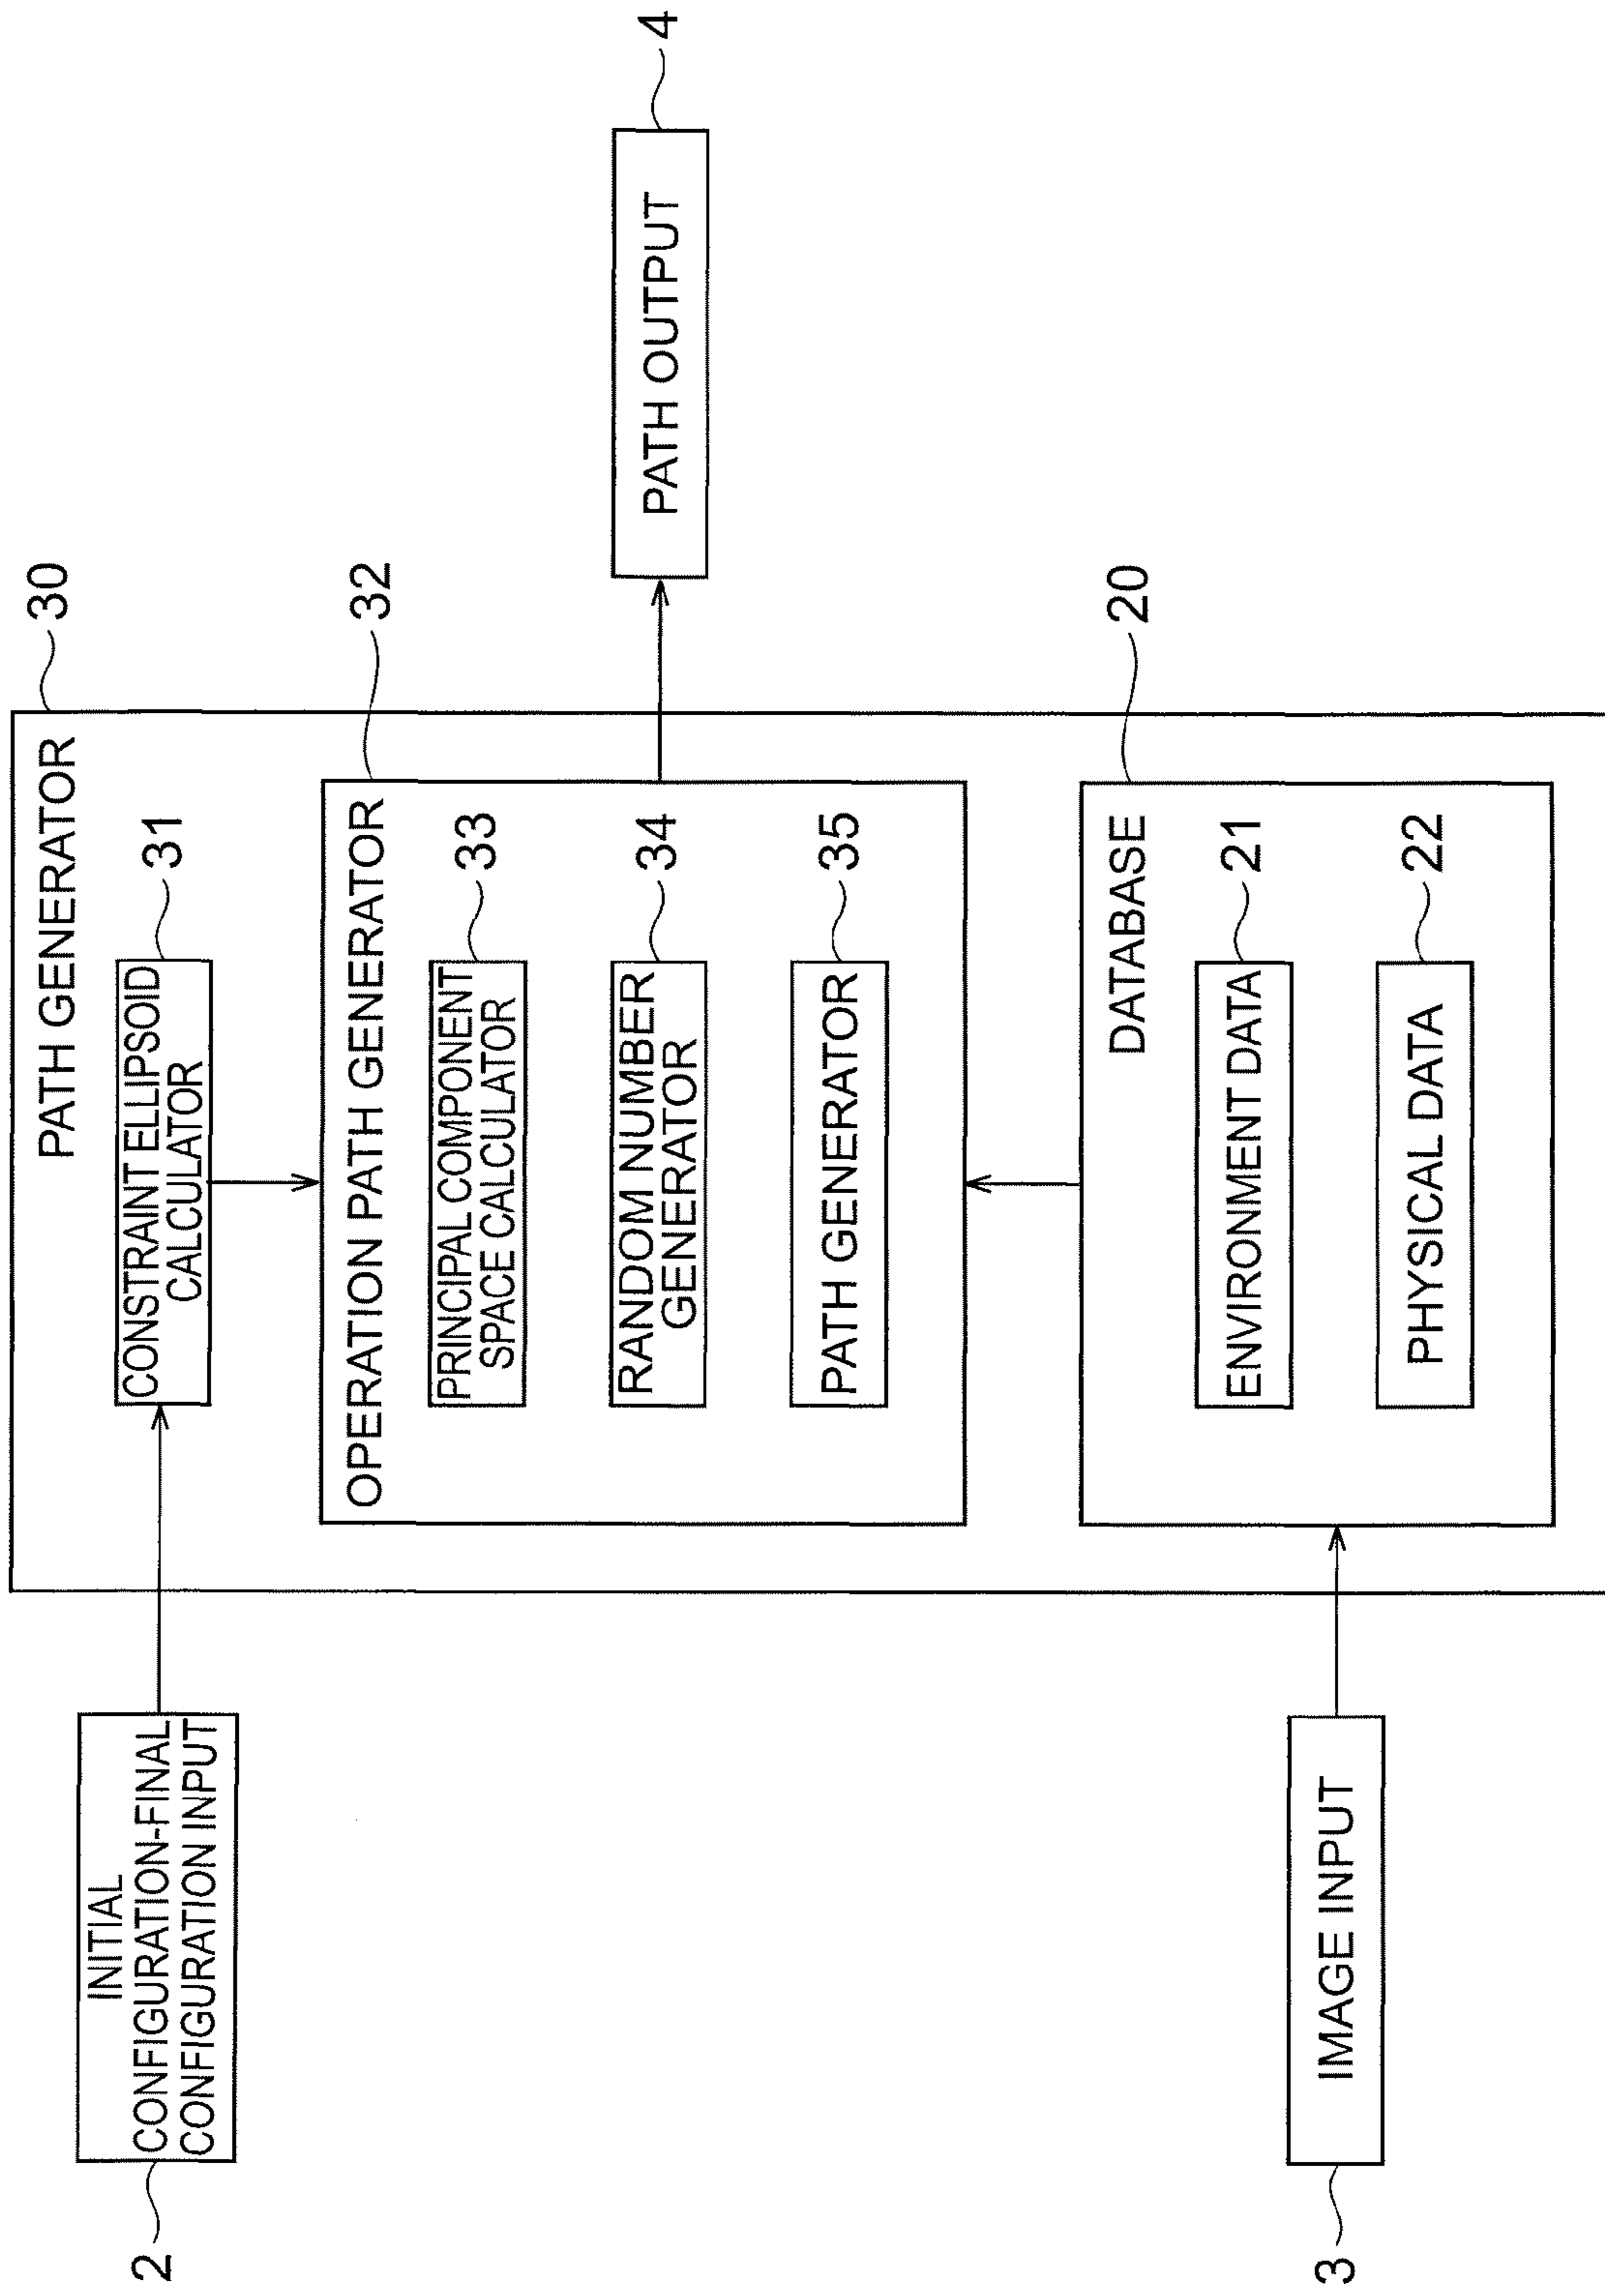 30
PATH GENERATOR
31
CONSTRAINT ELLIPSOID
CALCULATOR
INITIAL
CONFIGURATION-FINAL
CONFIGURATION INPUT
2
32
OPERATION PATH GENERATOR
33
PRINCIPAL COMPONENT
SPACE CALCULATOR
34
RANDOM NUMBER
GENERATOR
35
PATH GENERATOR
4
PATH OUTPUT
20
DATABASE
21
ENVIRONMENT DATA
22
PHYSICAL DATA
IMAGE INPUT
3